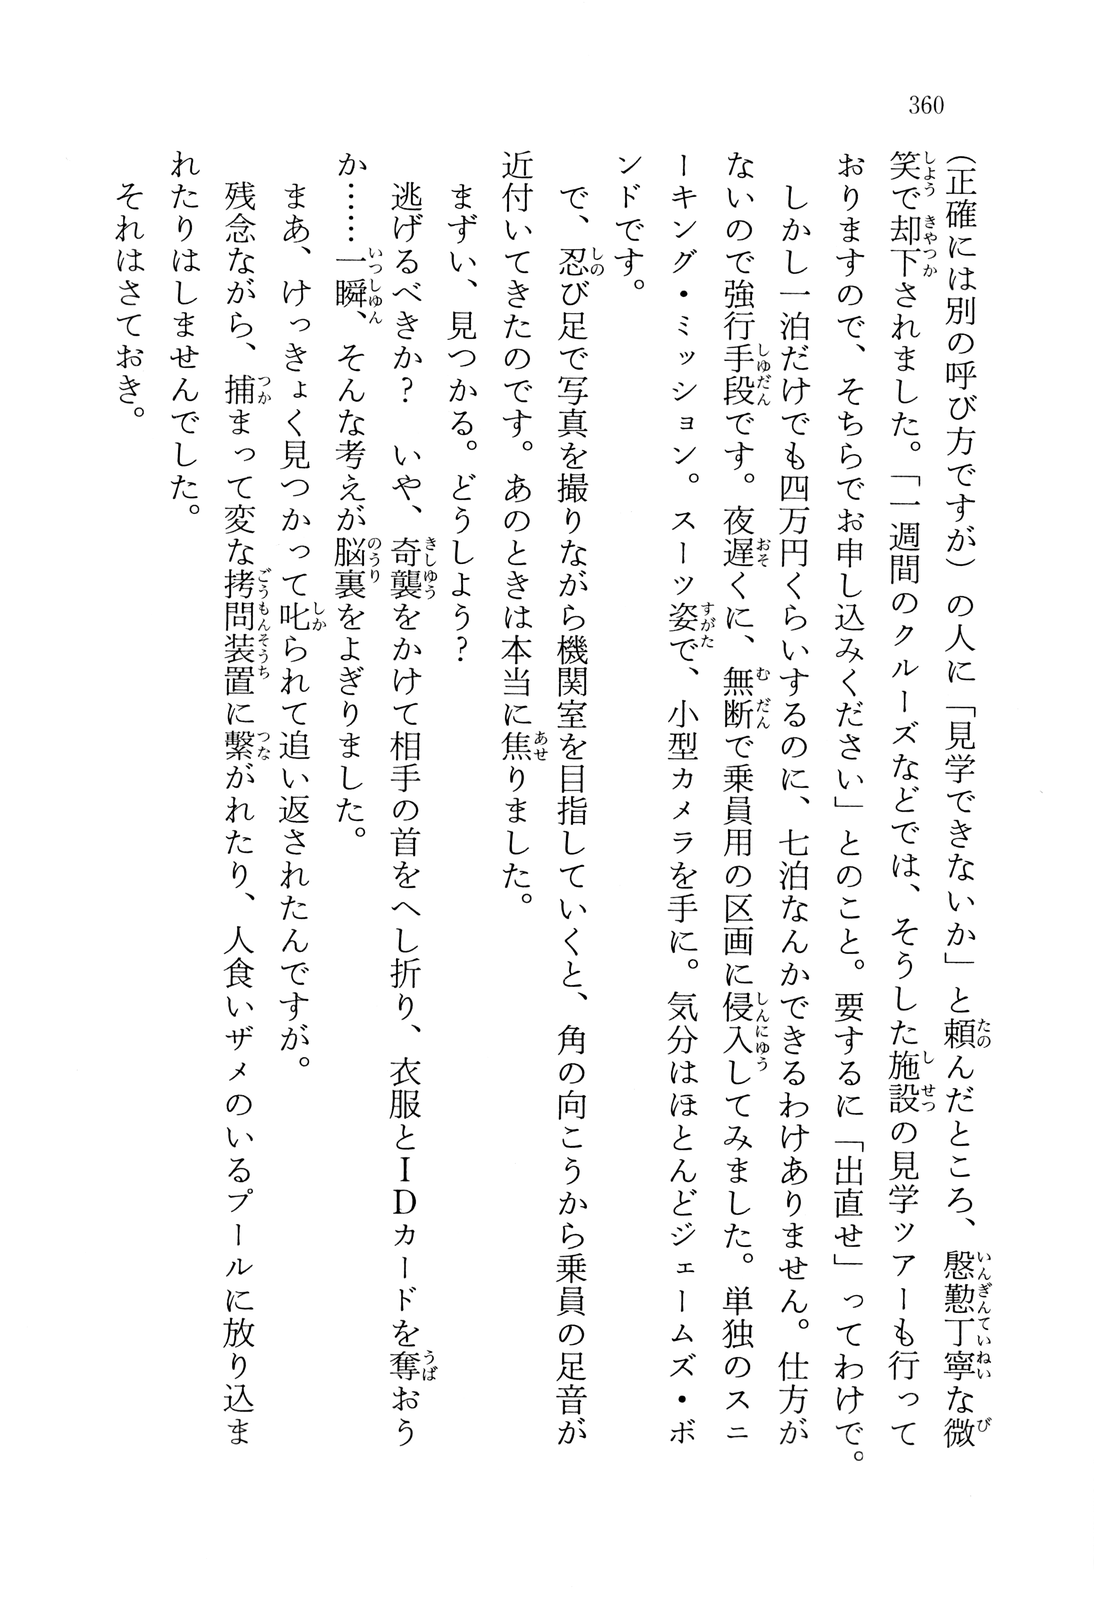 360
(正確には別の呼び方ですが)の人に「見学できないか」と頼んだところ、慇懃丁寧な微
笑で却下されました。「一週間のクルーズなどでは、そうした施設の見学ツアーも行って
おりますので、そちらでお申し込みください」とのこと。要するに「出直せ」ってわけで。
しかし一泊だけでも四万円くらいするのに、七泊なんかできるわけありません。仕方が
ないので強行手段です。夜遅くに、無断で乗員用の区画に侵入してみました。単独のスニ
ーキング・ミッション。スーツ姿で、小型カメラを手に。気分はほとんどジェームズ・ボ
ンドです。
で、忍び足で写真を撮りながら機関室を目指していくと、角の向こうから乗員の足音が
近付いてきたのです。あのときは本当に焦りました。
まずい、見つかる。どうしよう?
逃げるべきか? いや、奇襲をかけて相手の首をへし折り、衣服とIDカードを奪おう
か……一瞬、そんな考えが脳裏をよぎりました。
まあ、けっきょく見つかって叱られて追い返されたんですが。
残念ながら、捕まって変な拷問装置に繋がれたり、人食いザメのいるプールに放り込ま
れたりはしませんでした。
それはさておき。